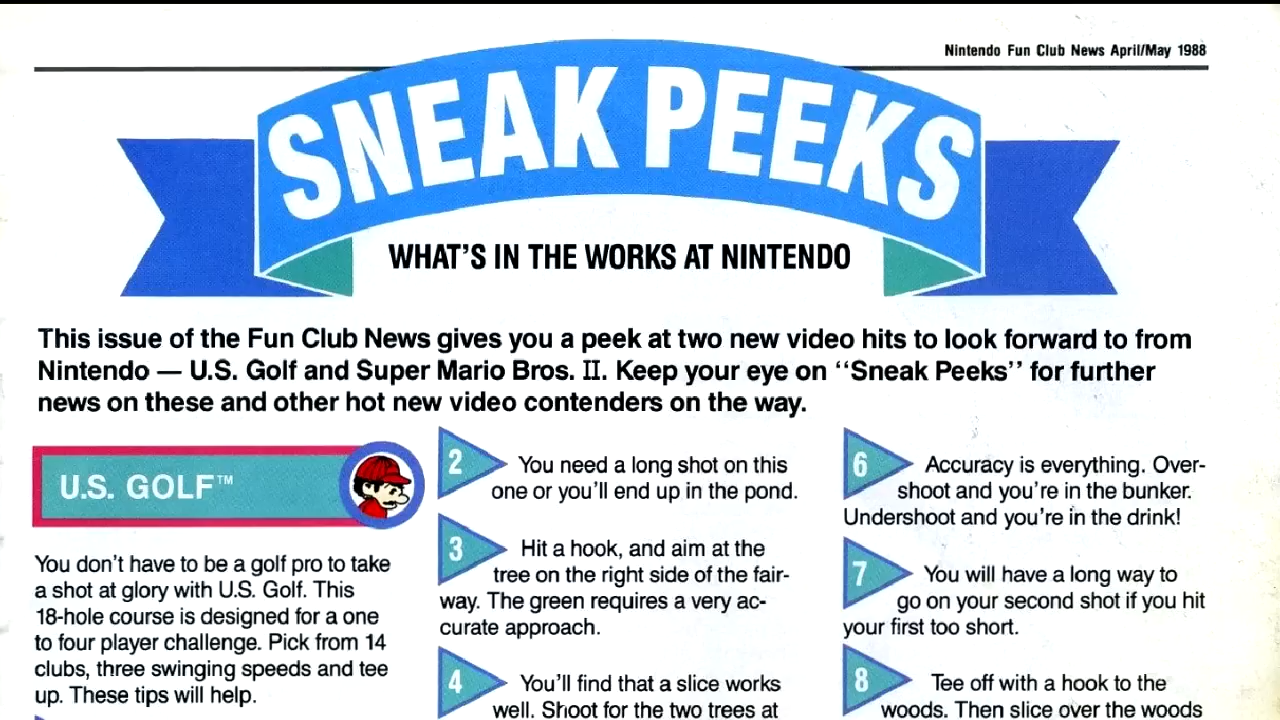 Nintendo Fun Club News April/May 1988
SNEAK PEEKS
WHAT'S IN THE WORKS AT NINTENDO
This issue of the Fun Club News gives you a peek at two new video hits to look forward to from
Nintendo — U.S. Golf and Super Mario Bros. II. Keep your eye on “Sneak Peeks” for further
news on these and other hot new video contenders on the way.
U.S. GOLF™
You don't have to be a golf pro to take
a shot at glory with U.S. Golf. This
18-hole course is designed for a one
to four player challenge. Pick from 14
clubs, three swinging speeds and tee
up. These tips will help.
2 You need a long shot on this
one or you'll end up in the pond.
3 Hit a hook, and aim at the
tree on the right side of the fair-
way. The green requires a very ac-
curate approach.
4 You'll find that a slice works
well. Shoot for the two trees at
6 Accuracy is everything. Over-
shoot and you're in the bunker.
Undershoot and you're in the drink!
7 You will have a long way to
go on your second shot if you hit
your first too short.
8 Tee off with a hook to the
woods. Then slice over the woods